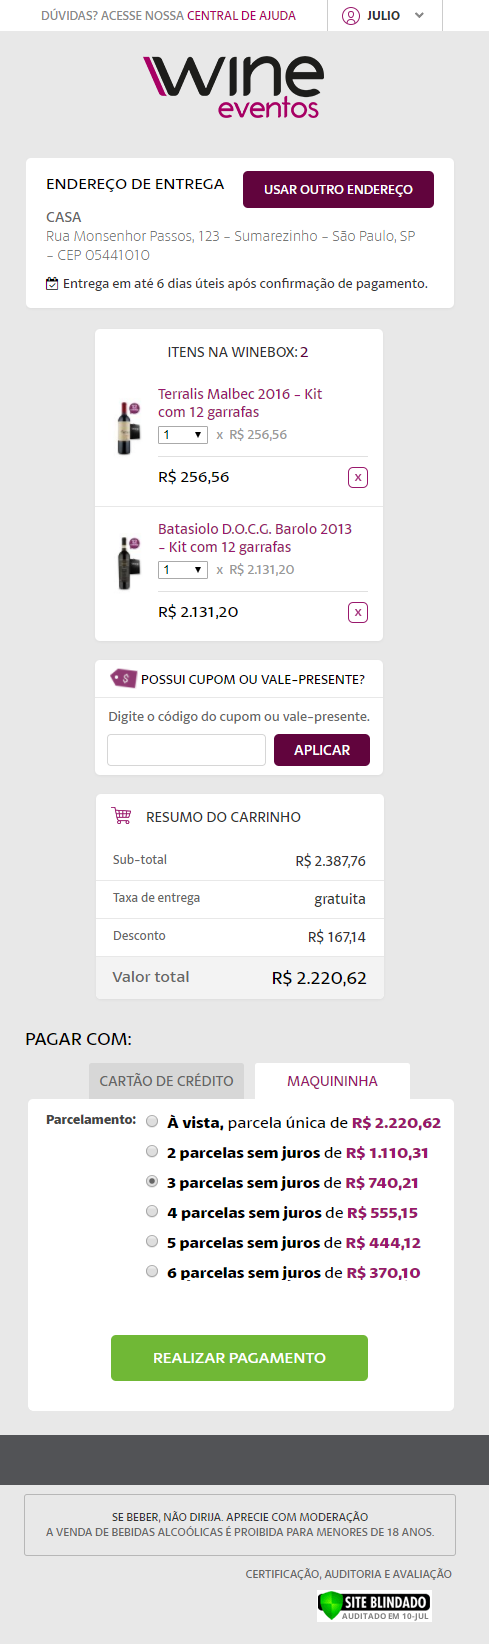 DÚVIDAS? ACESSE NOSSA CENTRAL DE AJUDA
JULIO
wine
eventos
ENDEREÇO DE ENTREGA
USAR OUTRO ENDEREÇO
CASA
Rua Monsenhor Passos, 123 - Sumarezinho - São Paulo, SP
- CEP 05441010
Entrega em até 6 dias úteis após confirmação de pagamento.
ITENS NA WINEBOX: 2
Terralis Malbec 2016 - Kit
com 12 garrafas
1 x R$ 256,56
R$ 256,56 x
Batasiolo D.O.C.G. Barolo 2013
- Kit com 12 garrafas
1 x R$ 2.131,20
R$ 2.131,20 x
POSSUI CUPOM OU VALE-PRESENTE?
Digite o código do cupom ou vale-presente.
APLICAR
RESUMO DO CARRINHO
Sub-total R$ 2.387,76
Taxa de entrega gratuita
Desconto R$ 167,14
Valor total R$ 2.220,62
PAGAR COM:
CARTÃO DE CRÉDITO MAQUININHA
Parcelamento: À vista, parcela única de R$ 2.220,62
2 parcelas sem juros de R$ 1.110,31
3 parcelas sem juros de R$ 740,21
4 parcelas sem juros de R$ 555,15
5 parcelas sem juros de R$ 444,12
6 parcelas sem juros de R$ 370,10
REALIZAR PAGAMENTO
SE BEBER, NÃO DIRIJA. APRECIE COM MODERAÇÃO
A VENDA DE BEBIDAS ALCOÓLICAS É PROIBIDA PARA MENORES DE 18 ANOS.
CERTIFICAÇÃO, AUDITORIA E AVALIAÇÃO
SITE BLINDADO
AUDITADO EM 10-JUL